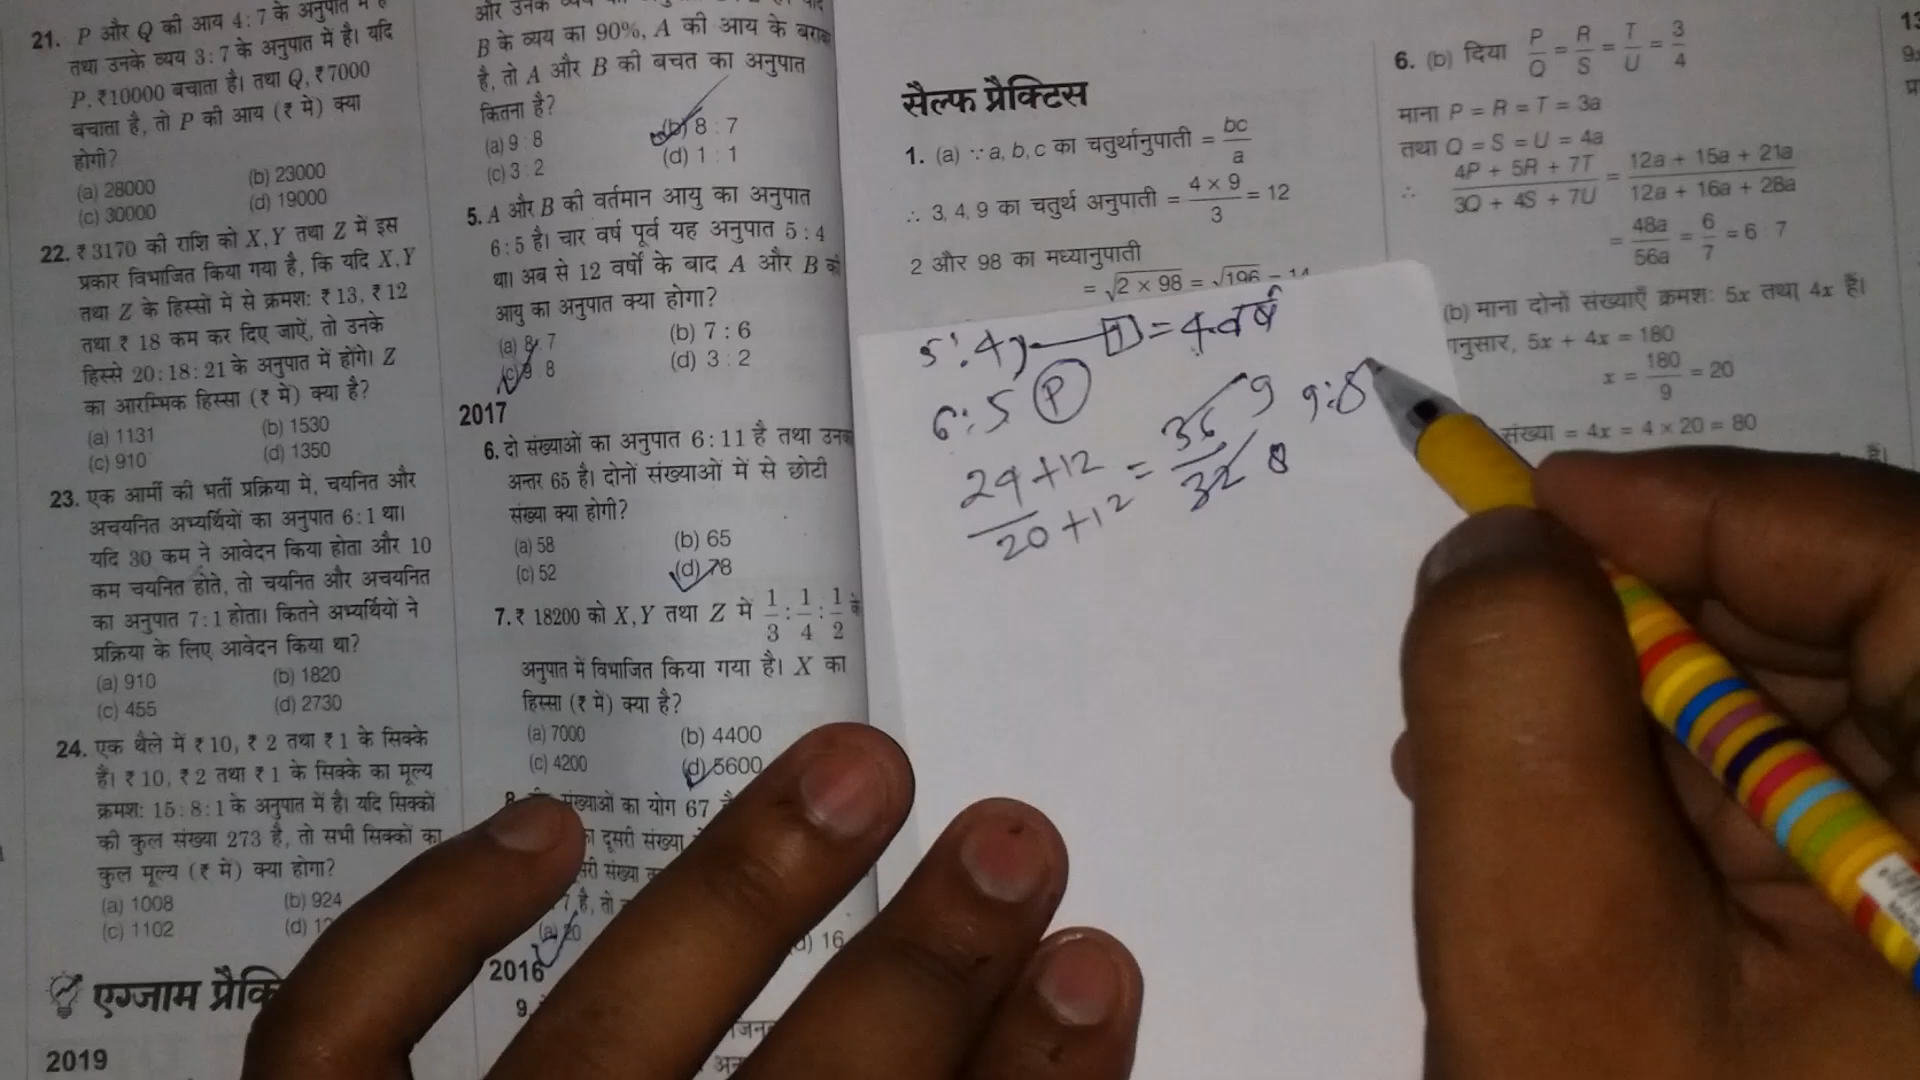 21. P और Q की आय 4:7 के अनुपात में है
तथा उनके व्यय 3:7 के अनुपात में है। यदि
P, ₹10000 बचाता है। तथा Q, ₹7000
बचाता है, तो P की आय (₹ में) क्या
होगी?
(a) 28000 (b) 23000
(c) 30000 (d) 19000
22. ₹3170 की राशि को X,Y तथा Z में इस
प्रकार विभाजित किया गया है, कि यदि X,Y
तथा Z के हिस्सों में से क्रमश: ₹13, ₹12
तथा ₹ 18 कम कर दिए जाएँ, तो उनके
हिस्से 20:18:21 के अनुपात में होंगे। Z
का आरम्भिक हिस्सा (₹ में) क्या है?
(a) 1131 (b) 1530
(c) 910 (d) 1350
23. एक आर्मी की भर्ती प्रक्रिया में, चयनित और
अचयनित अभ्यर्थियों का अनुपात 6:1 था।
यदि 30 कम ने आवेदन किया होता और 10
कम चयनित होते, तो चयनित और अचयनित
का अनुपात 7:1 होता। कितने अभ्यर्थियों ने
प्रक्रिया के लिए आवेदन किया था?
(a) 910 (b) 1820
(c) 455 (d) 2730
24. एक थैले में ₹10, ₹2 तथा ₹1 के सिक्के
हैं। ₹10, ₹2 तथा ₹1 के सिक्के का मूल्य
क्रमश: 15:8:1 के अनुपात में है। यदि सिक्कों
की कुल संख्या 273 है, तो सभी सिक्कों का
कुल मूल्य (₹ में) क्या होगा?
(a) 1008 (b) 924
(c) 1102 (d)
एग्जाम
2019
और उनके
B के व्यय का 90%, A की आय के बराबर
है, तो A और B की बचत का अनुपात
कितना है?
(a) 9 : 8 (b) 8 : 7
(c) 3 : 2 (d) 1 : 1
5. A और B की वर्तमान आयु का अनुपात
6:5 है। चार वर्ष पूर्व यह अनुपात 5:4
था। अब से 12 वर्षों के बाद A और B की
आयु का अनुपात क्या होगा?
(a) 8 : 7 (b) 7 : 6
(c) 9 : 8 (d) 3 : 2
2017
6. दो संख्याओं का अनुपात 6:11 है तथा उनका
अन्तर 65 है। दोनों संख्याओं में से छोटी
संख्या क्या होगी?
(a) 58 (b) 65
(c) 52 (d) 78
7. ₹ 18200 को X,Y तथा Z में 1/3 : 1/4 : 1/2 के
अनुपात में विभाजित किया गया है। X का
हिस्सा (₹ में) क्या है?
(a) 7000 (b) 4400
(c) 4200 (d) 5600
8. संख्याओं का योग 67
दूसरी संख्या
संख्या
7 है, तो
(a) 20 (d) 16
2016
9.
सैल्फ प्रैक्टिस
1. (a) ∵ a, b, c का चतुर्थानुपाती = bc/a
∴ 3, 4, 9 का चतुर्थ अनुपाती = 4 × 9/3 = 12
2 और 98 का मध्यानुपाती
= √2 × 98 = √196 = 14
5:4)—1=4वर्ष
6:5 P
24+12/20+12 = 36/32 9/8 9:8
6. (b) दिया P/Q = R/S = T/U = 3/4
माना P = R = T = 3a
तथा Q = S = U = 4a
∴ 4P + 5R + 7T/3Q + 4S + 7U = 12a + 15a + 21a/12a + 16a + 28a
= 48a/56a = 6/7 = 6 : 7
(b) माना दोनों संख्याएँ क्रमश: 5x तथा 4x हैं।
नुसार, 5x + 4x = 180
x = 180/9 = 20
संख्या = 4x = 4 × 20 = 80